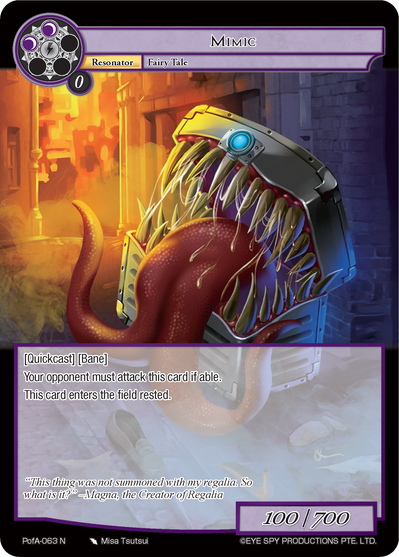 Mimic
Resonator Fairy Tale
0
[Quickcast] [Bane]
Your opponent must attack this card if able.
This card enters the field rested.
"This thing was not summoned with my regalia. So
what is it?" –Magna, the Creator of Regalia
100 / 700
PofA-063 N Misa Tsutsui ©EYE SPY PRODUCTIONS PTE. LTD.